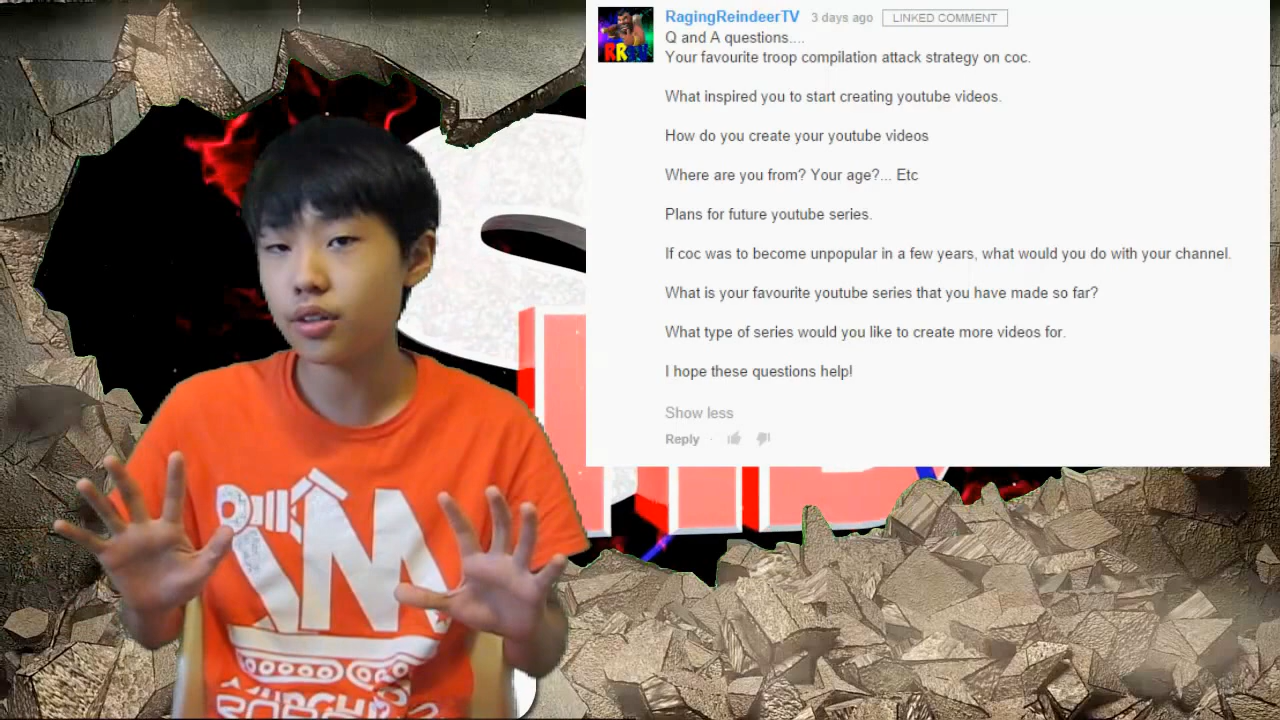 RagingReindeerTV 3 days ago LINKED COMMENT
Q and A questions....
Your favourite troop compilation attack strategy on coc.
What inspired you to start creating youtube videos.
How do you create your youtube videos
Where are you from? Your age?... Etc
Plans for future youtube series.
If coc was to become unpopular in a few years, what would you do with your channel.
What is your favourite youtube series that you have made so far?
What type of series would you like to create more videos for.
I hope these questions help!
Show less
Reply ·